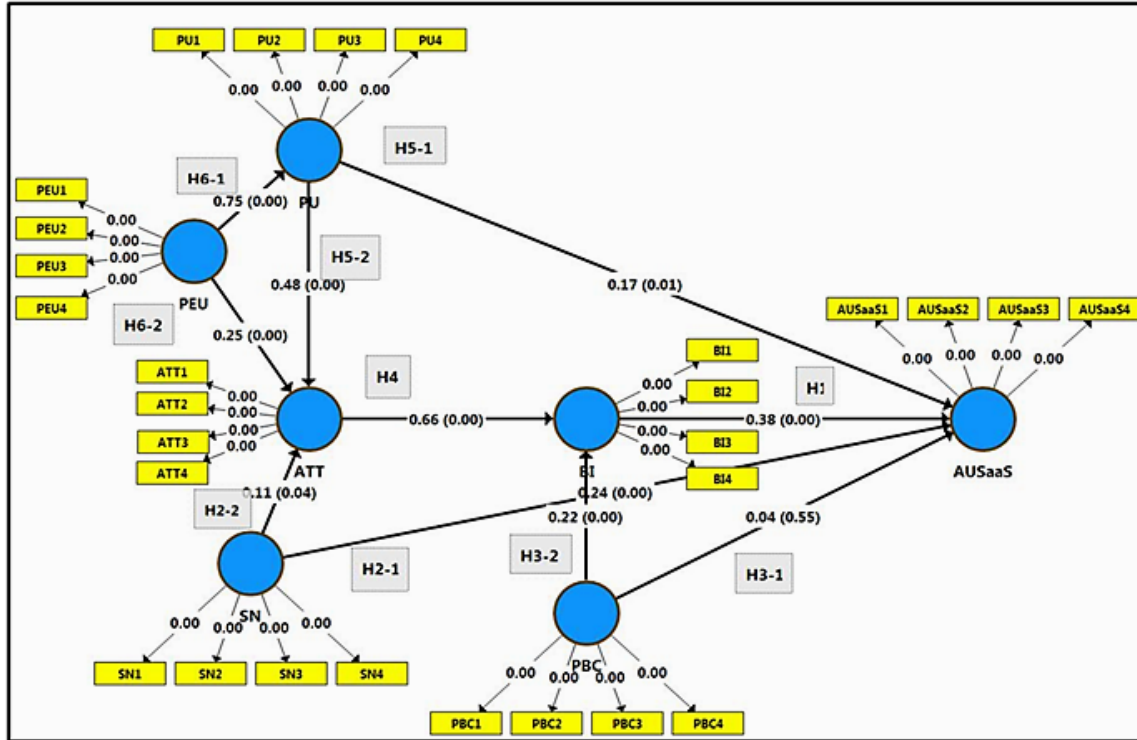 PU1 PU2 PU3 PU4
0.00 0.00 0.00 0.00
H5-1
H6-1
0.75 (0.00)
PU
PEU1
PEU2
PEU3
PEU4
0.00
0.00
0.00
0.00
PEU
H5-2
0.48 (0.00)
0.17 (0.01)
H6-2
0.25 (0.00)
AUSaaS1 AUSaaS2 AUSaaS3 AUSaaS4
0.00 0.00 0.00 0.00
AUSaaS
ATT1
ATT2
ATT3
ATT4
0.00
0.00
0.00
0.00
ATT
H4
0.66 (0.00)
BI1
BI2
BI3
BI4
0.00
0.00
0.00
0.00
BI
H1
0.38 (0.00)
0.11 (0.04)
H2-2
0.24 (0.00)
0.22 (0.00)
0.04 (0.55)
H2-1
H3-2
H3-1
SN
0.00 0.00 0.00 0.00
SN1 SN2 SN3 SN4
PBC
0.00 0.00 0.00 0.00
PBC1 PBC2 PBC3 PBC4